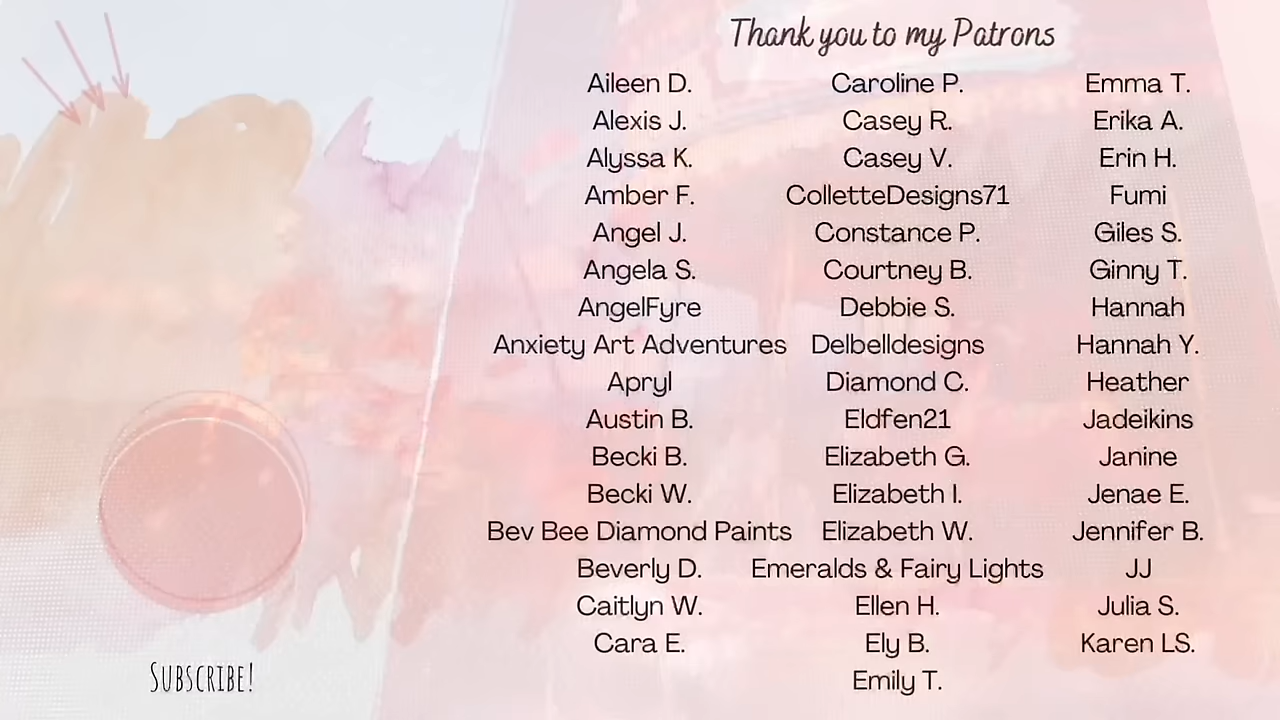 Thank you to my Patrons
Aileen D.
Alexis J.
Alyssa K.
Amber F.
Angel J.
Angela S.
AngelFyre
Anxiety Art Adventures
Apryl
Austin B.
Becki B.
Becki W.
Bev Bee Diamond Paints
Beverly D.
Caitlyn W.
Cara E.
Caroline P.
Casey R.
Casey V.
ColletteDesigns71
Constance P.
Courtney B.
Debbie S.
Delbelldesigns
Diamond C.
Eldfen21
Elizabeth G.
Elizabeth I.
Elizabeth W.
Emeralds & Fairy Lights
Ellen H.
Ely B.
Emily T.
Emma T.
Erika A.
Erin H.
Fumi
Giles S.
Ginny T.
Hannah
Hannah Y.
Heather
Jadeikins
Janine
Jenae E.
Jennifer B.
JJ
Julia S.
Karen LS.
Subscribe!